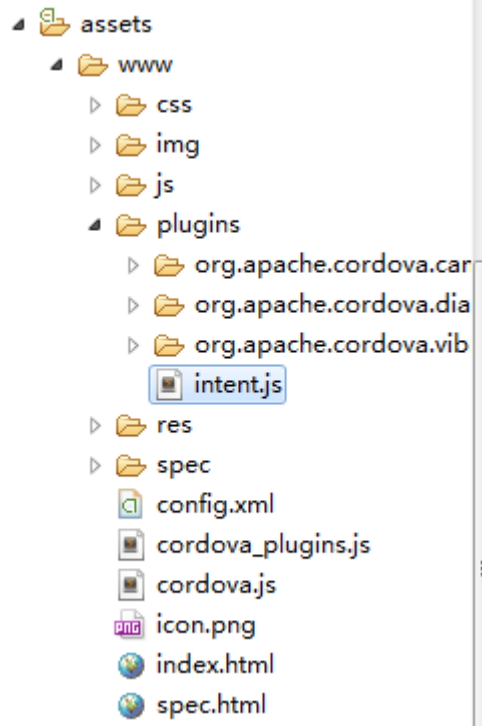 assets
www
css
img
js
plugins
org.apache.cordova.car
org.apache.cordova.dia
org.apache.cordova.vib
intent.js
res
spec
config.xml
cordova_plugins.js
cordova.js
icon.png
index.html
spec.html